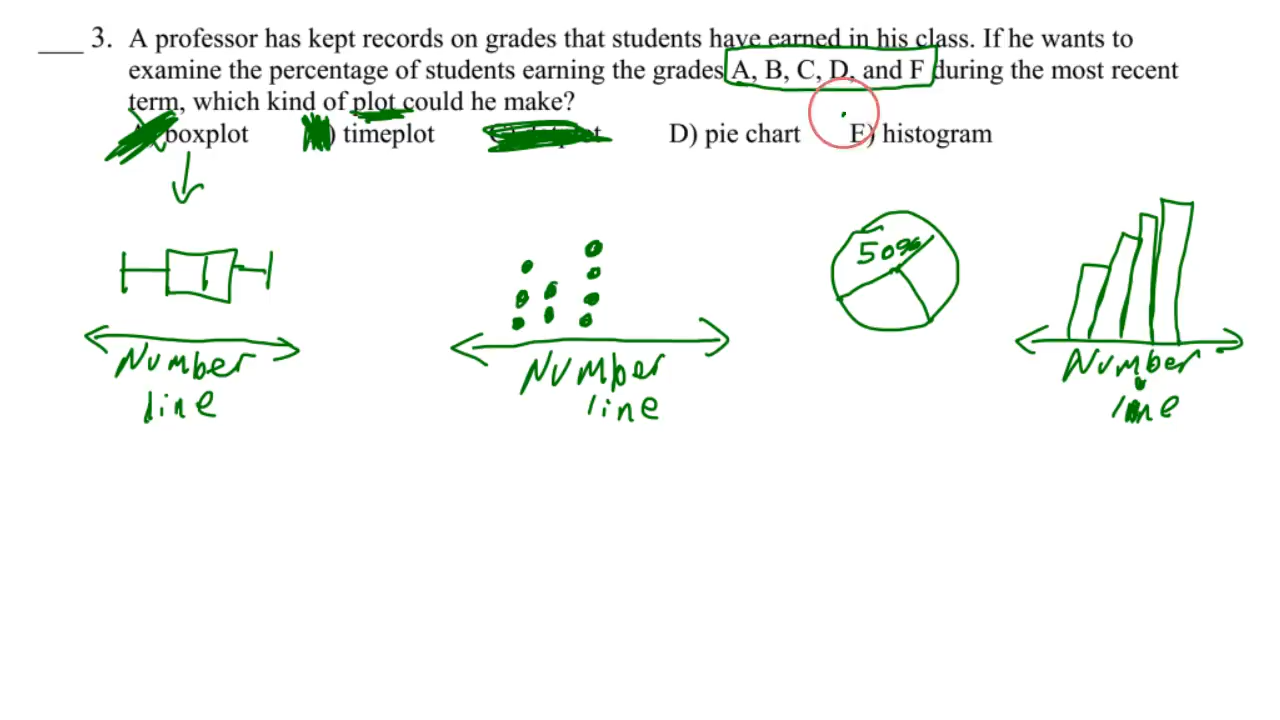 ___ 3. A professor has kept records on grades that students have earned in his class. If he wants to
examine the percentage of students earning the grades A, B, C, D, and F during the most recent
term, which kind of plot could he make?
boxplot ) timeplot D) pie chart E) histogram
50%
Number
line
Number
line
Number
line